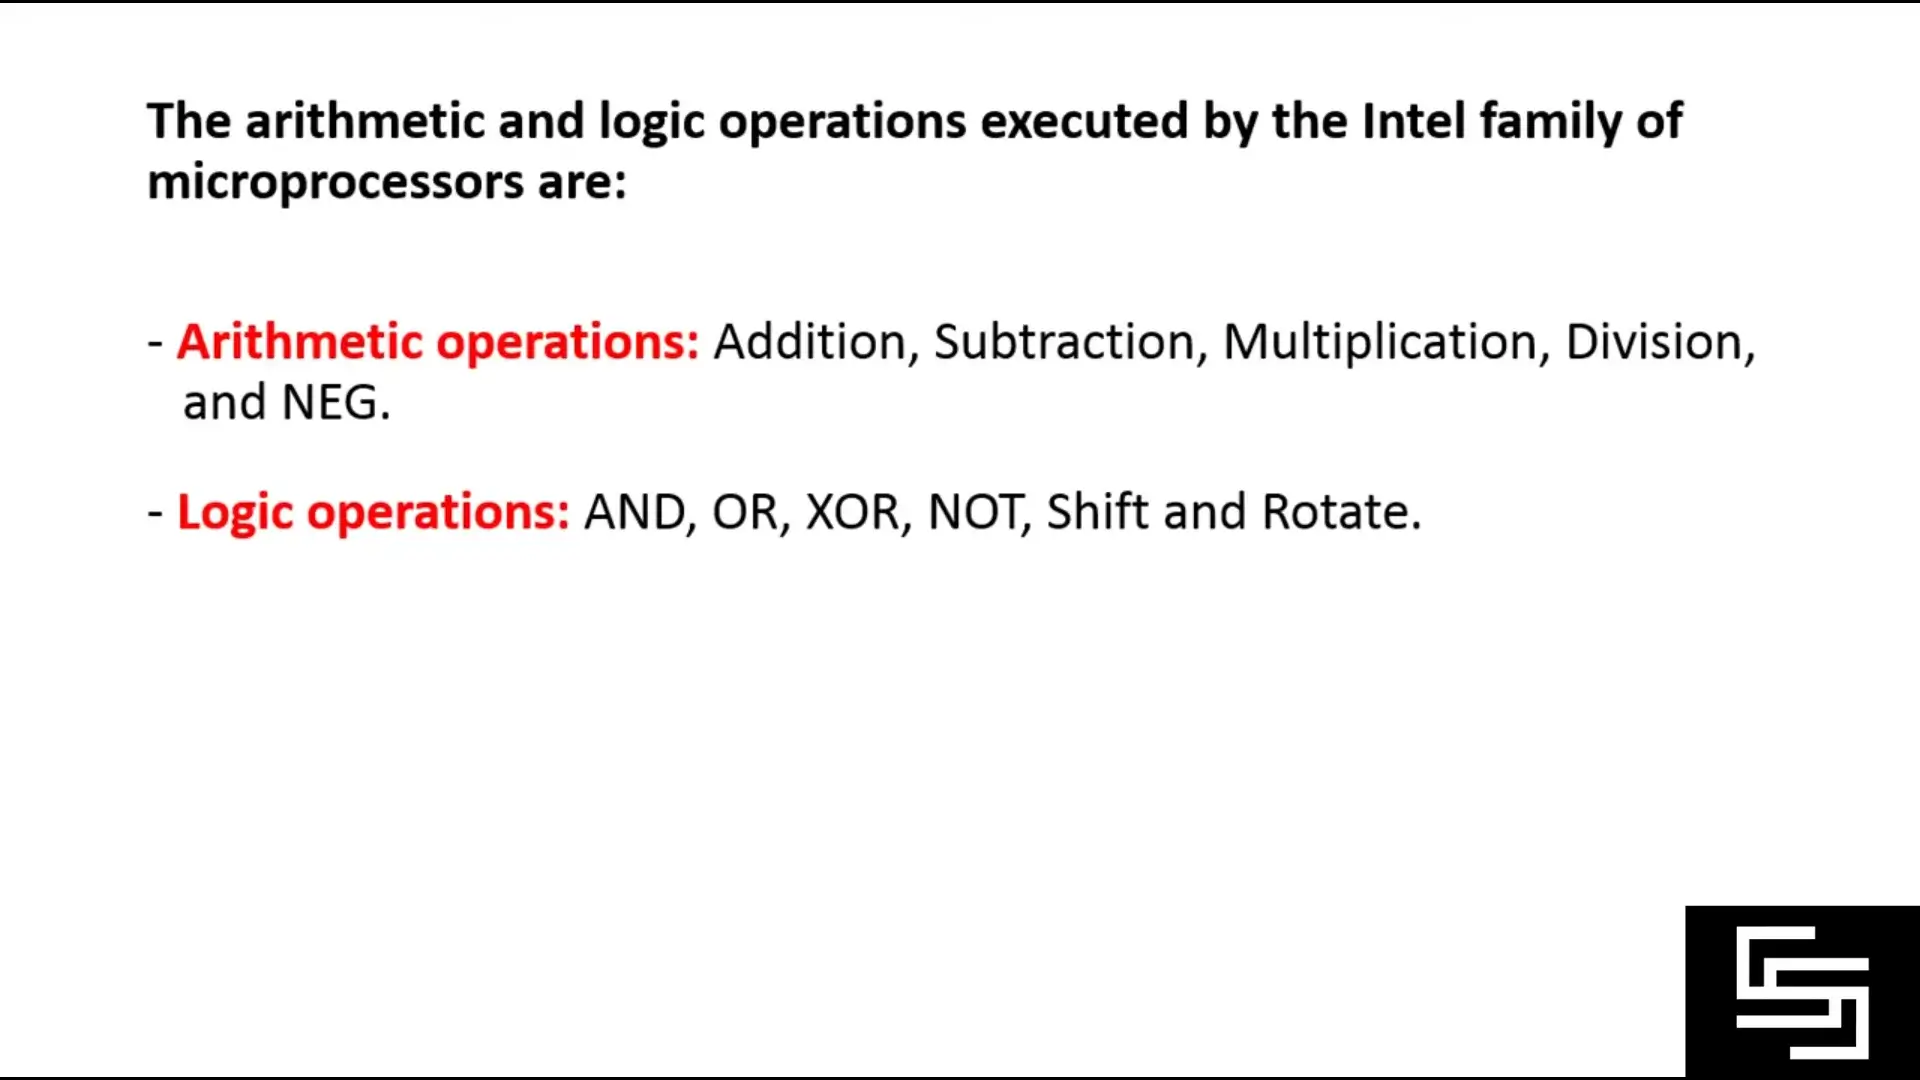 The arithmetic and logic operations executed by the Intel family of
microprocessors are:
- Arithmetic operations: Addition, Subtraction, Multiplication, Division,
and NEG.
- Logic operations: AND, OR, XOR, NOT, Shift and Rotate.